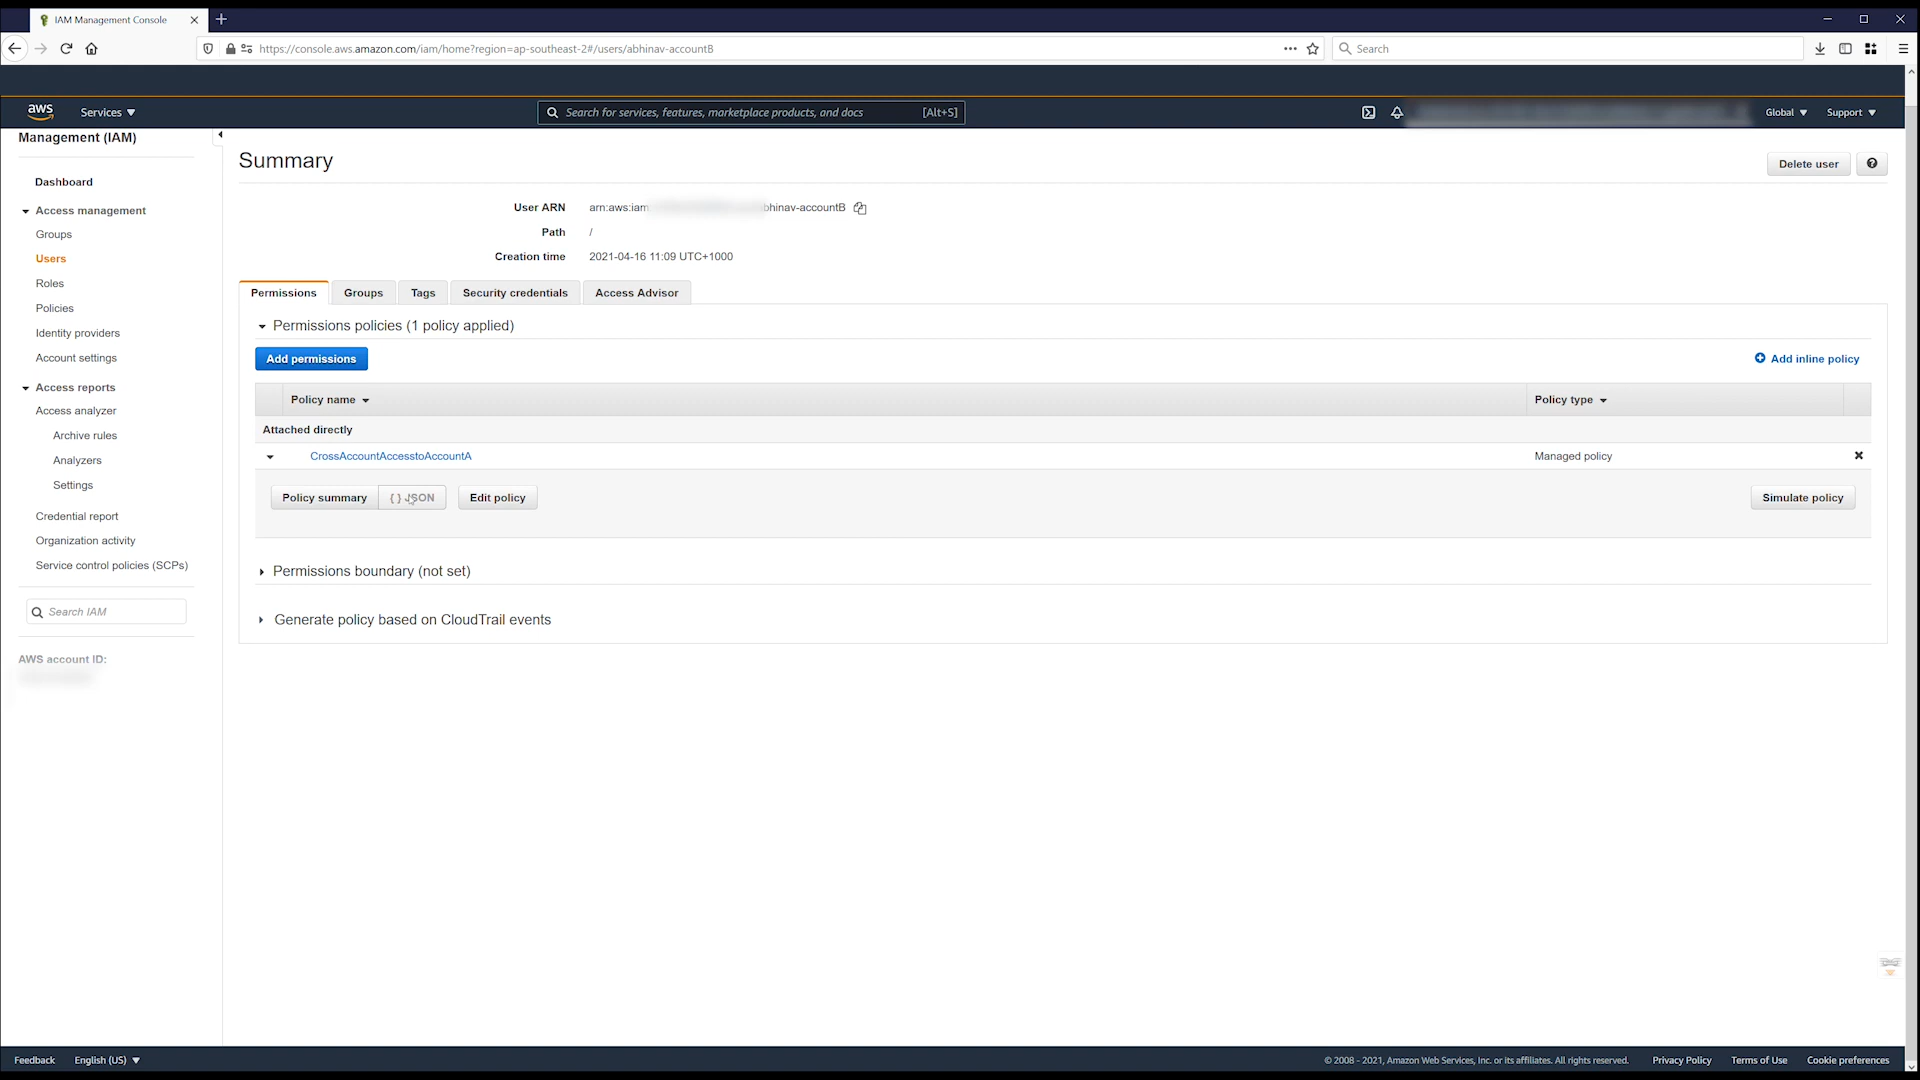 IAM Management Console
https://console.aws.amazon.com/iam/home?region=ap-southeast-2#/users/abhinav-accountB
Search
aws
Services
Search for services, features, marketplace products, and docs
[Alt+S]
Global
Support
Management (IAM)
Dashboard
Access management
Groups
Users
Roles
Policies
Identity providers
Account settings
Access reports
Access analyzer
Archive rules
Analyzers
Settings
Credential report
Organization activity
Service control policies (SCPs)
Search IAM
AWS account ID:
Summary
Delete user
User ARN arn:aws:iam bhinav-accountB
Path /
Creation time 2021-04-16 11:09 UTC+1000
Permissions
Groups
Tags
Security credentials
Access Advisor
Permissions policies (1 policy applied)
Add permissions
Add inline policy
Policy name
Policy type
Attached directly
CrossAccountAccesstoAccountA
Managed policy
Policy summary
{ } JSON
Edit policy
Simulate policy
Permissions boundary (not set)
Generate policy based on CloudTrail events
Feedback
English (US)
© 2008 - 2021, Amazon Web Services, Inc. or its affiliates. All rights reserved.
Privacy Policy
Terms of Use
Cookie preferences